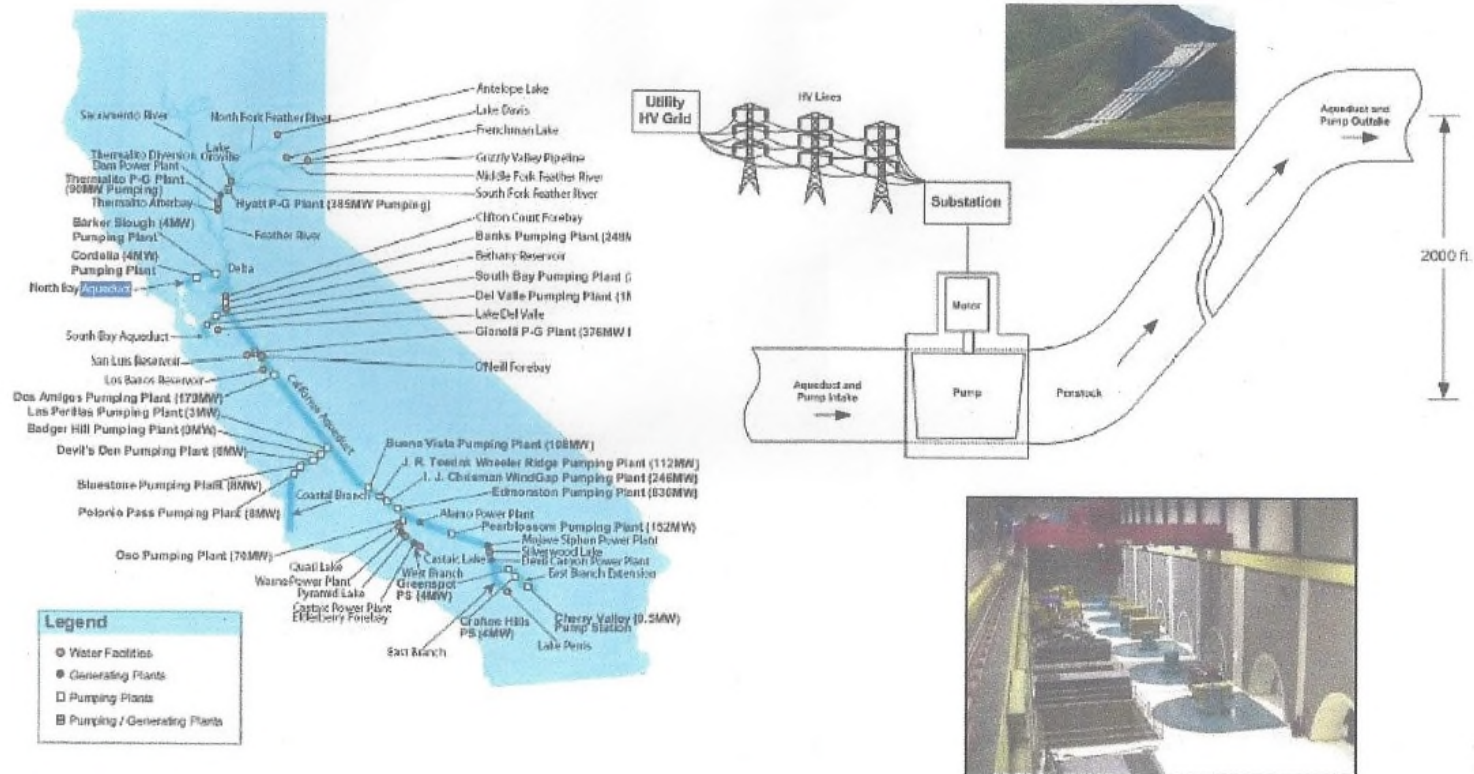 Antelope Lake
Lake Davis
Frenchman Lake
Grizzly Valley Pipeline
Middle Fork Feather River
South Fork Feather River
Sacramento River
North Fork Feather River
Lake
Oroville
Thermalito Diversion
Dam Power Plant
Thermalito P-G Plant
(90MW Pumping)
Thermalito Afterbay
Hyatt P-G Plant (385MW Pumping)
Barker Slough (4MW)
Pumping Plant
Feather River
Cordelia (4MW)
Pumping Plant
Delta
North Bay Aqueduct
Clifton Court Forebay
Banks Pumping Plant
Bethany Reservoir
South Bay Pumping Plant
Del Valle Pumping Plant
Lake Del Valle
Gianelli P-G Plant (376MW
South Bay Aqueduct
San Luis Reservoir
O'Neill Forebay
Los Banos Reservoir
California Aqueduct
Dos Amigos Pumping Plant
Las Perillas Pumping Plant (3MW)
Badger Hill Pumping Plant
Devil's Den Pumping Plant
Bluestone Pumping Plant (8MW)
Polonio Pass Pumping Plant (8MW)
Coastal Branch
Buena Vista Pumping Plant (108MW)
Wheeler Ridge Pumping Plant (112MW)
I. J. Chrisman WindGap Pumping Plant (246MW)
Edmonston Pumping Plant
Alamo Power Plant
Pearblossom Pumping Plant (152MW)
Mojave Siphon Power Plant
Silverwood Lake
Devil Canyon Power Plant
East Branch Extension
Oso Pumping Plant (70MW)
Quail Lake
Warne Power Plant
Pyramid Lake
Castaic Power Plant
Elderberry Forebay
Castaic Lake
West Branch
Greenspot
PS (4MW)
Crafton Hills
PS (4MW)
Cherry Valley (0.5MW)
Pump Station
Lake Perris
East Branch
Legend
Water Facilities
Generating Plants
Pumping Plants
Pumping / Generating Plants
Utility
HV Grid
HV Lines
Substation
Motor
Pump
Aqueduct and
Pump Intake
Penstock
Aqueduct and
Pump Outtake
2000 ft.